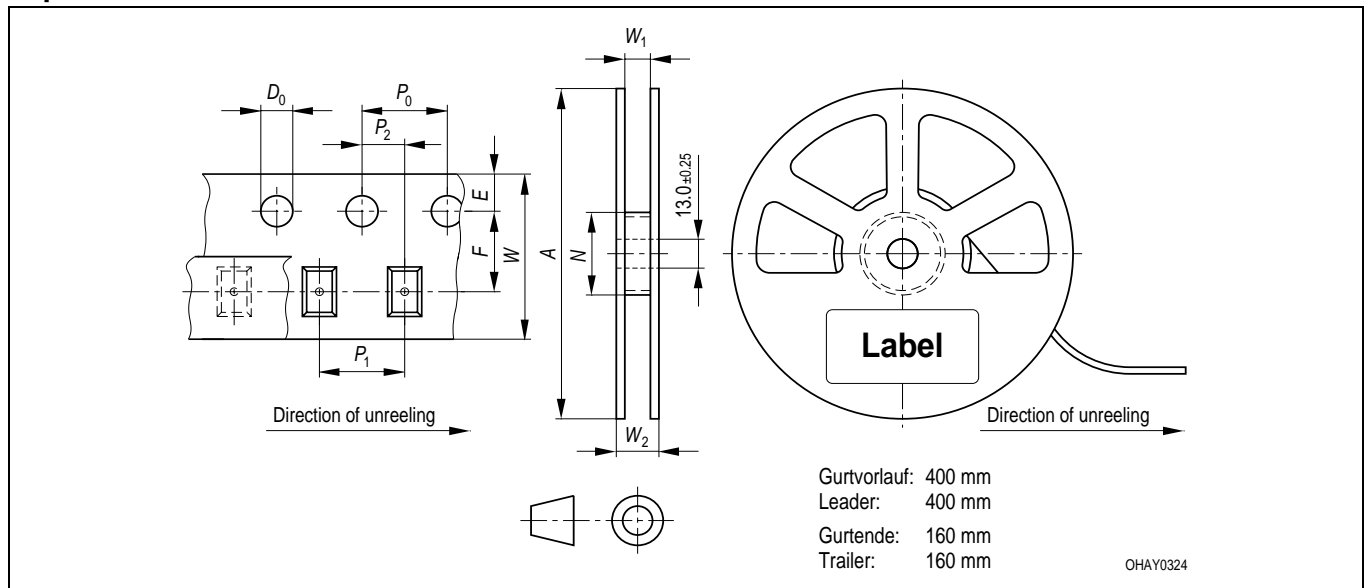 W₁
D₀
P₀
P₂
E
F
W
A
N
13.0±0.25
Label
P₁
Direction of unreeling
W₂
Direction of unreeling
Gurtvorlauf: 400 mm
Leader: 400 mm
Gurtende: 160 mm
Trailer: 160 mm
OHAY0324